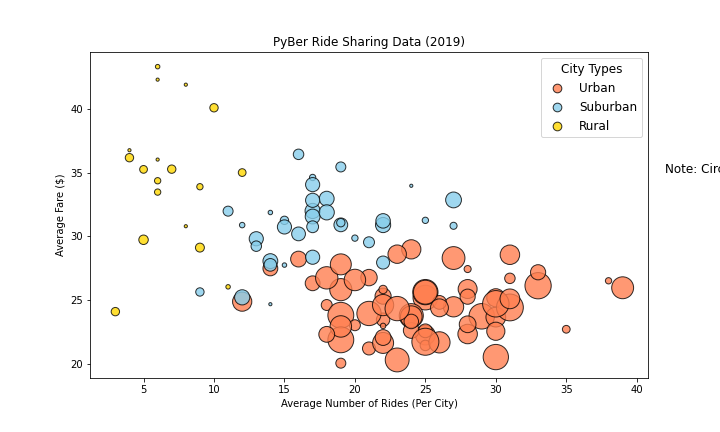 PyBer Ride Sharing Data (2019)
City Types
Urban
Suburban
Rural
Note:
Average Fare ($)
40
35
30
25
20
5 10 15 20 25 30 35 40
Average Number of Rides (Per City)